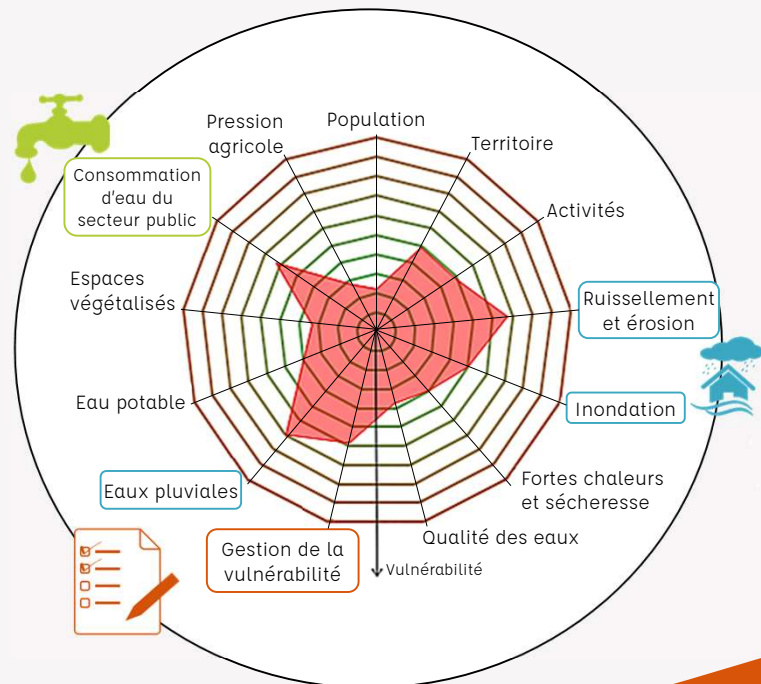 Population
Pression
agricole
Territoire
Consommation
d'eau du
secteur public
Activités
Espaces
végétalisés
Ruissellement
et érosion
Eau potable
Inondation
Eaux pluviales
Fortes chaleurs
et sécheresse
Gestion de la
vulnérabilité
Qualité des eaux
Vulnérabilité